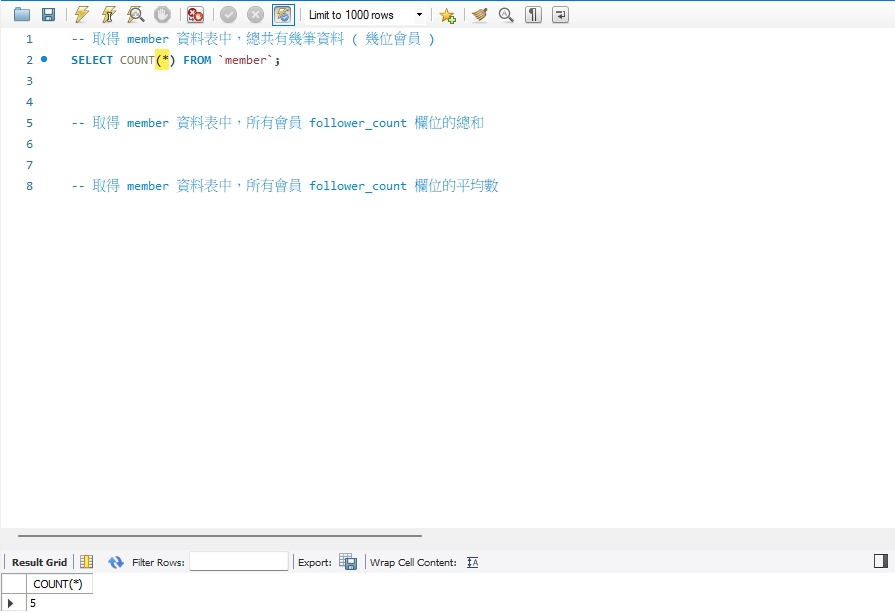 Limit to 1000 rows
1 -- 取得 member 資料表中，總共有幾筆資料 ( 幾位會員 )
2 SELECT COUNT(*) FROM `member`;
3
4
5 -- 取得 member 資料表中，所有會員 follower_count 欄位的總和
6
7
8 -- 取得 member 資料表中，所有會員 follower_count 欄位的平均數
Result Grid Filter Rows: Export: Wrap Cell Content: IA
COUNT(*)
5